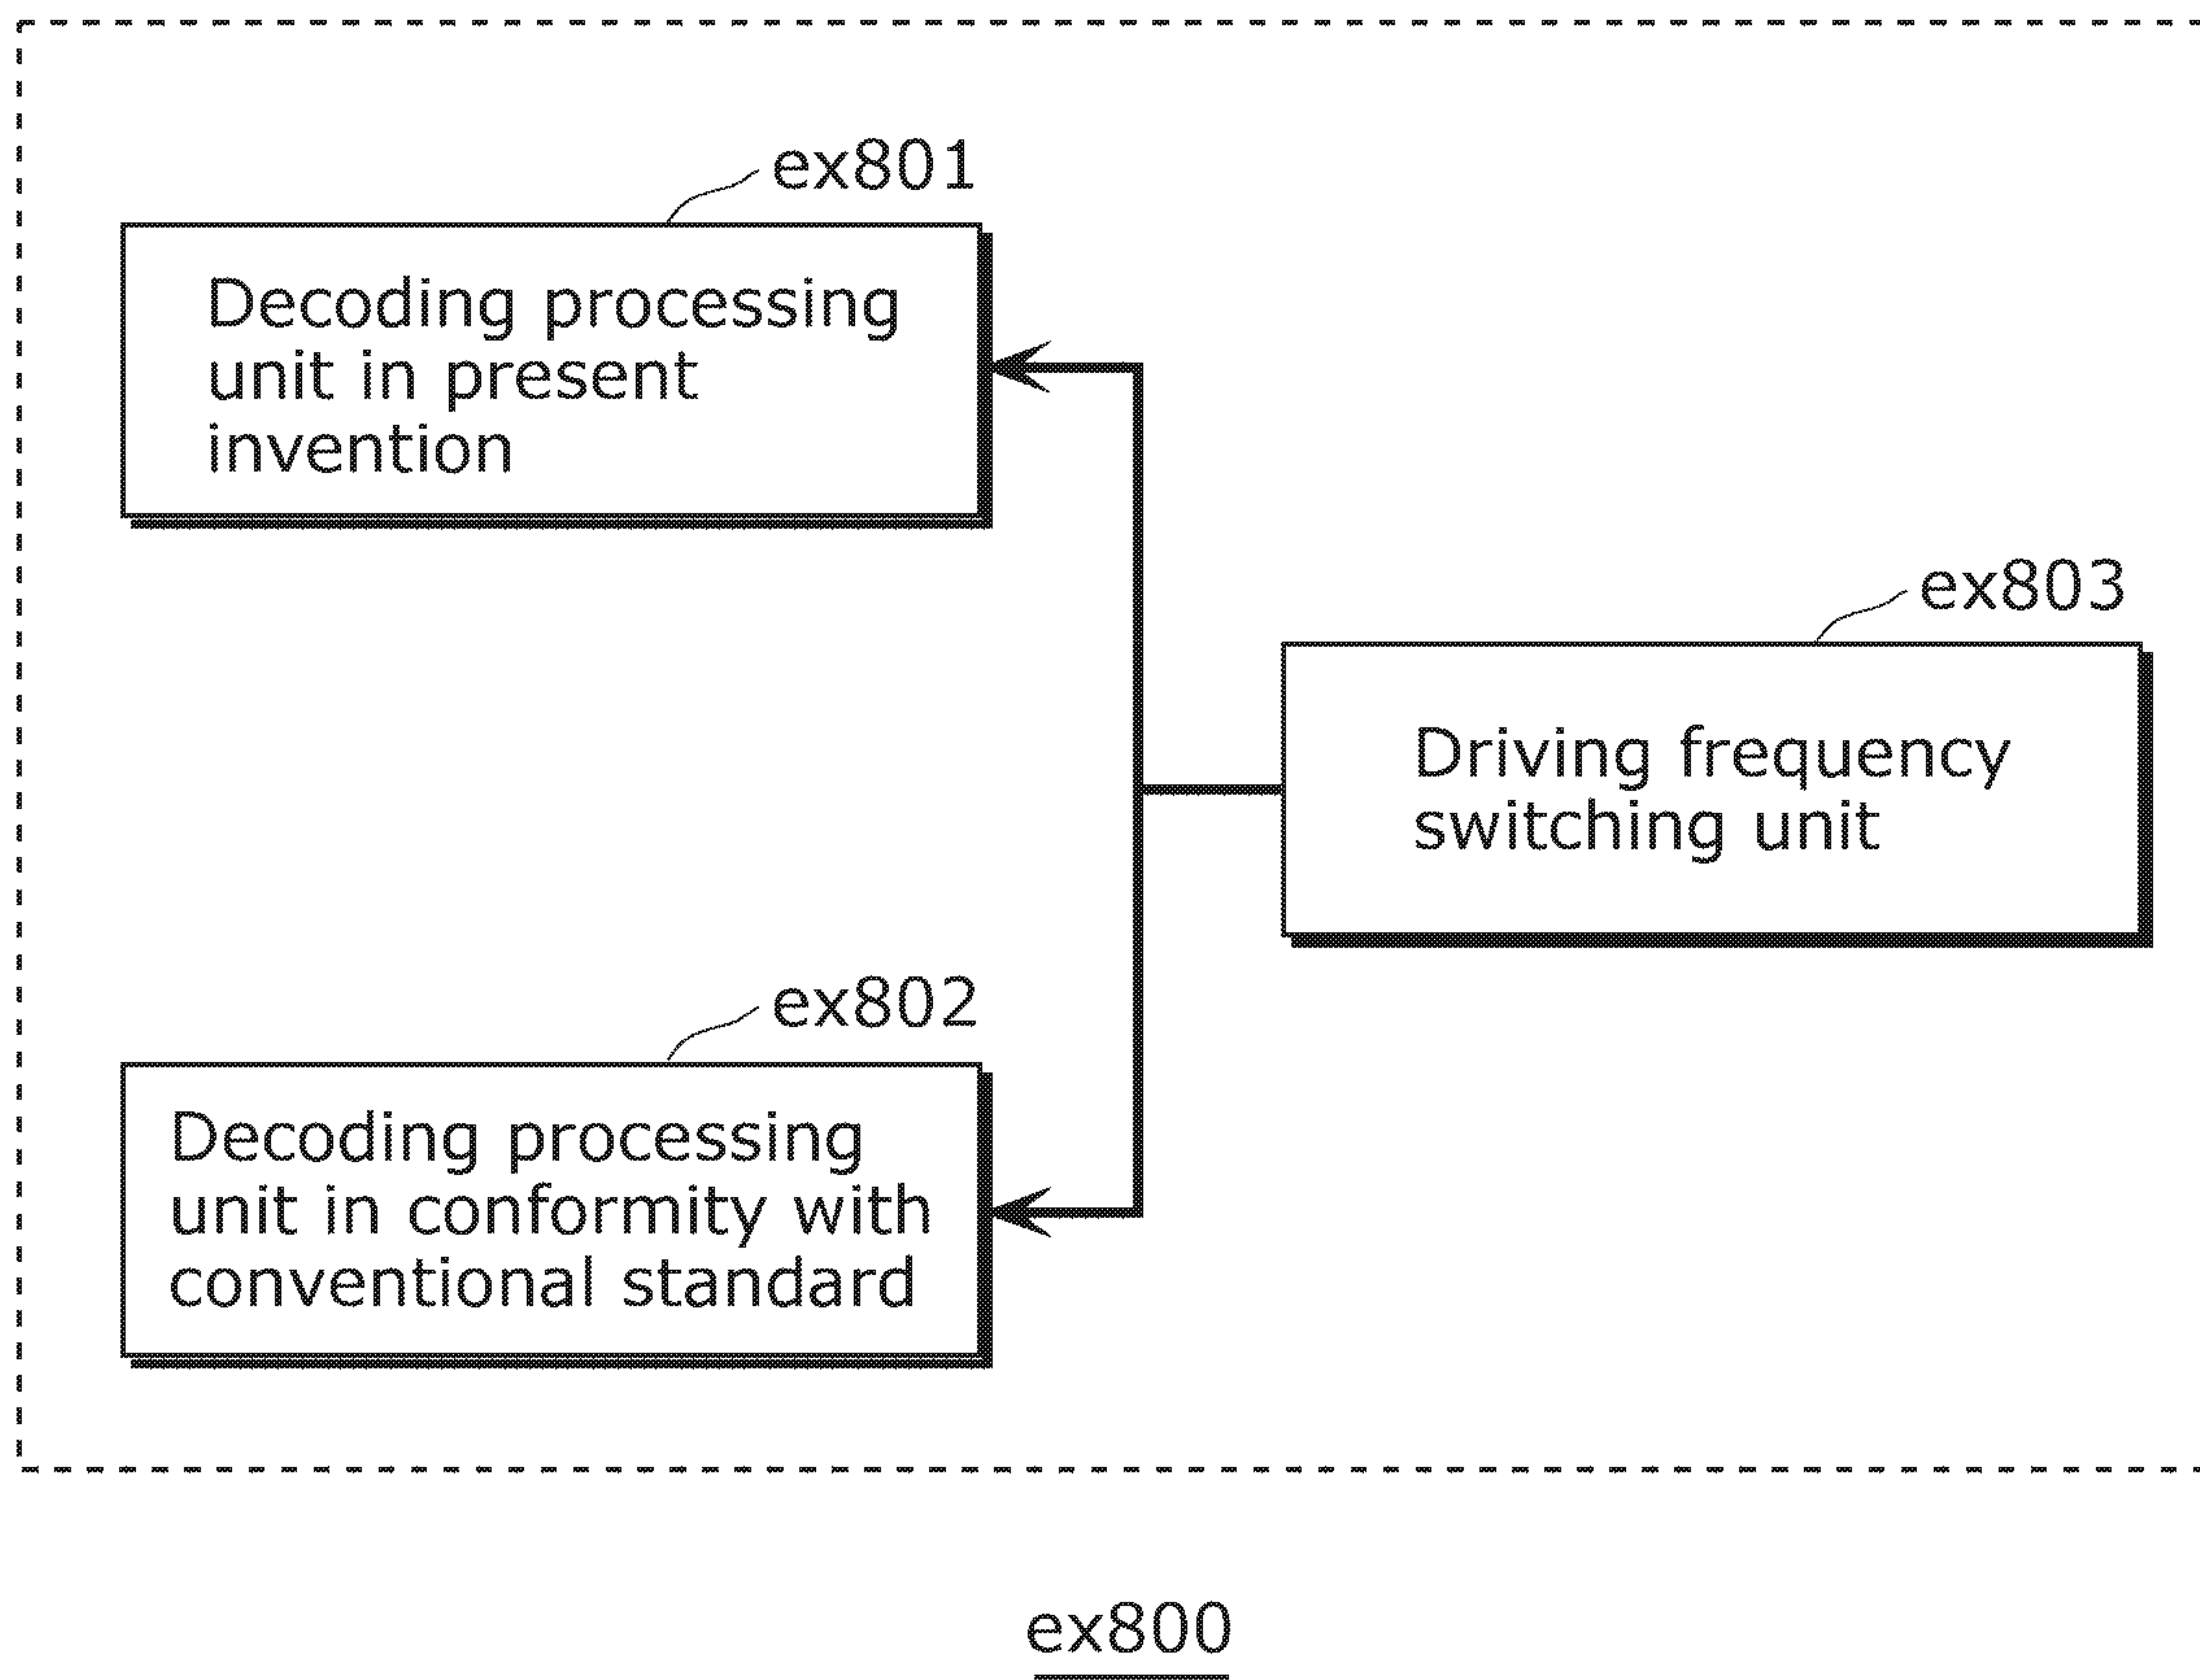 ex801
Decoding processing
unit in present
invention
ex803
Driving frequency
switching unit
ex802
Decoding processing
unit in conformity with
conventional standard
ex800